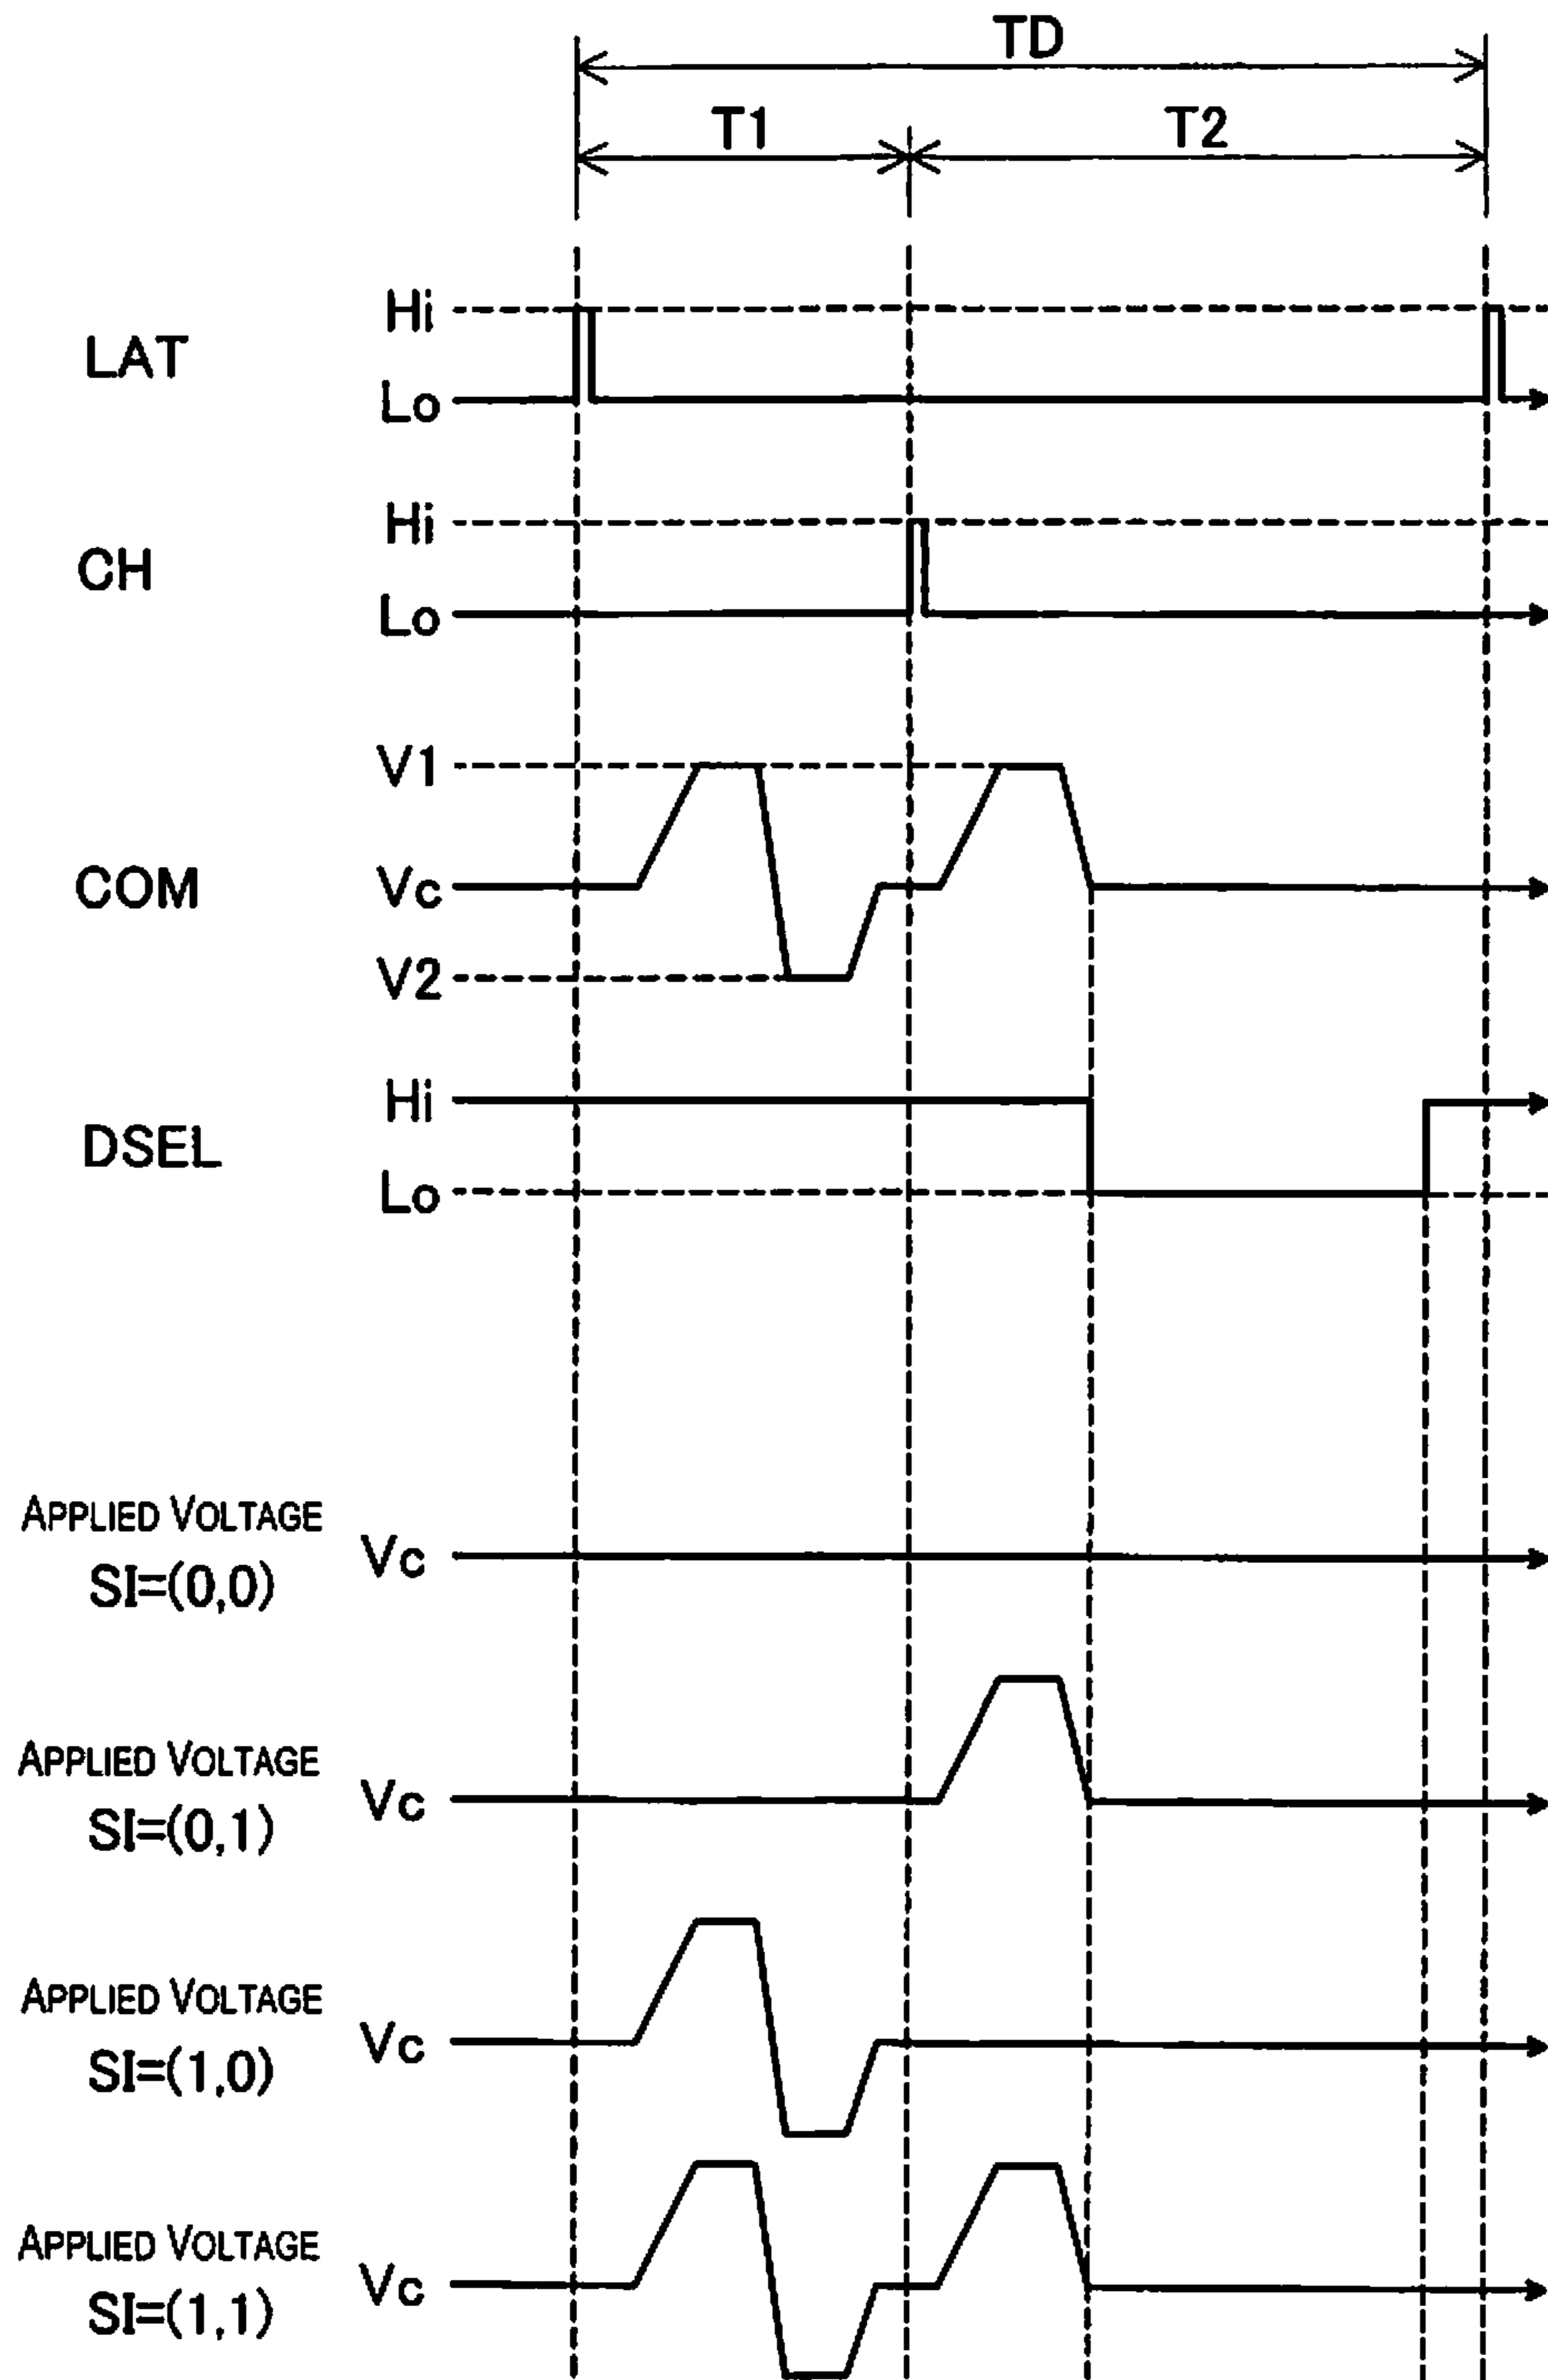 TD
T1 T2
LAT Hi
Lo
CH Hi
Lo
COM V1
Vc
V2
DSEL Hi
Lo
APPLIED VOLTAGE
SI=(0,0) Vc
APPLIED VOLTAGE
SI=(0,1) Vc
APPLIED VOLTAGE
SI=(1,0) Vc
APPLIED VOLTAGE
SI=(1,1) Vc